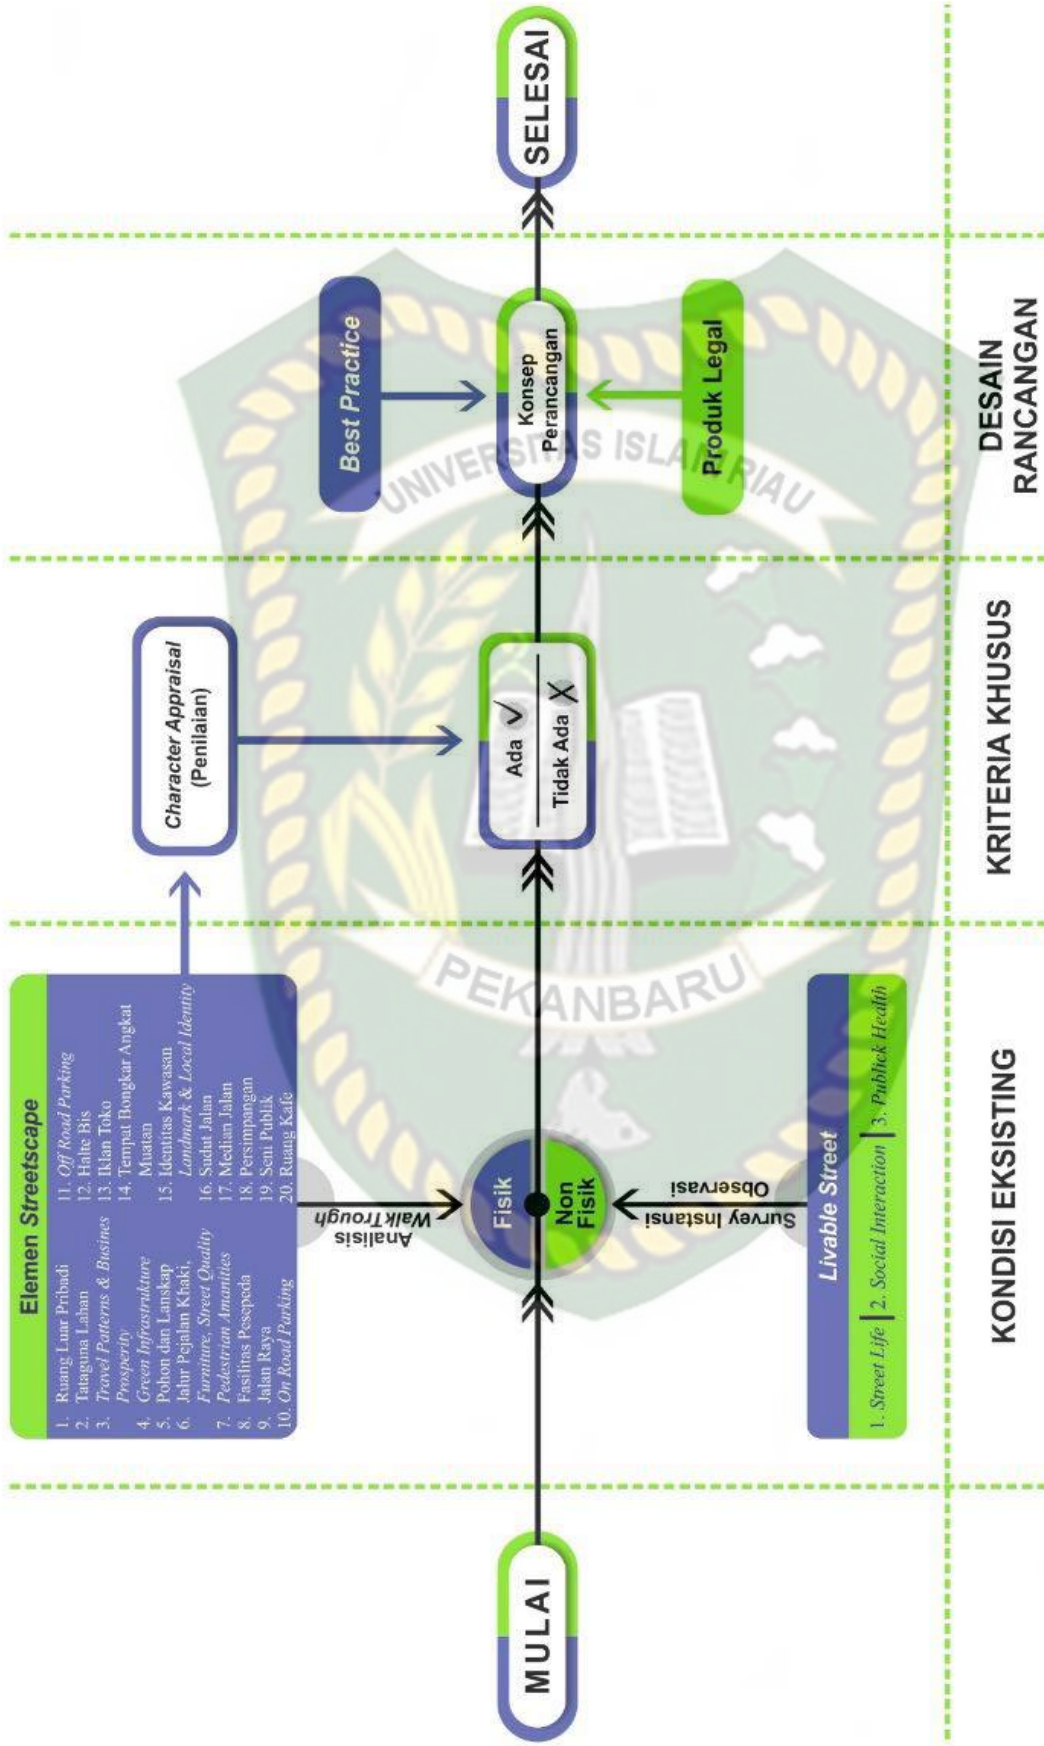 MULAI
Elemen Streetscape
1. Ruang Luar Pribadi
2. Tataguna Lahan
3. Travel Patterns & Busines
Prosperity
4. Green Infrastrukture
5. Pohon dan Lanskap
6. Jalur Pejalan Khaki,
Furniture, Street Quality
7. Pedestrian Amanities
8. Fasilitas Pesepeda
9. Jalan Raya
10. On Road Parking
11. Off Road Parking
12. Halte Bis
13. Iklan Toko
14. Tempat Bongkar Angkat
Muatan
15. Identitas Kawasan
Landmark & Local Identity
16. Sudut Jalan
17. Median Jalan
18. Persimpangan
19. Seni Publik
20. Ruang Kafe
Analisis
Walk Trough
Fisik
Non
Fisik
Survey Instansi
Observasi
Livable Street
1. Street Life | 2. Social Interaction | 3. Publick Health
KONDISI EKSISTING
Character Appraisal
(Penilaian)
Ada ✓
Tidak Ada X
KRITERIA KHUSUS
Best Practice
Konsep
Perancangan
Produk Legal
DESAIN
RANCANGAN
SELESAI
UNIVERSITAS ISLAM RIAU
PEKANBARU